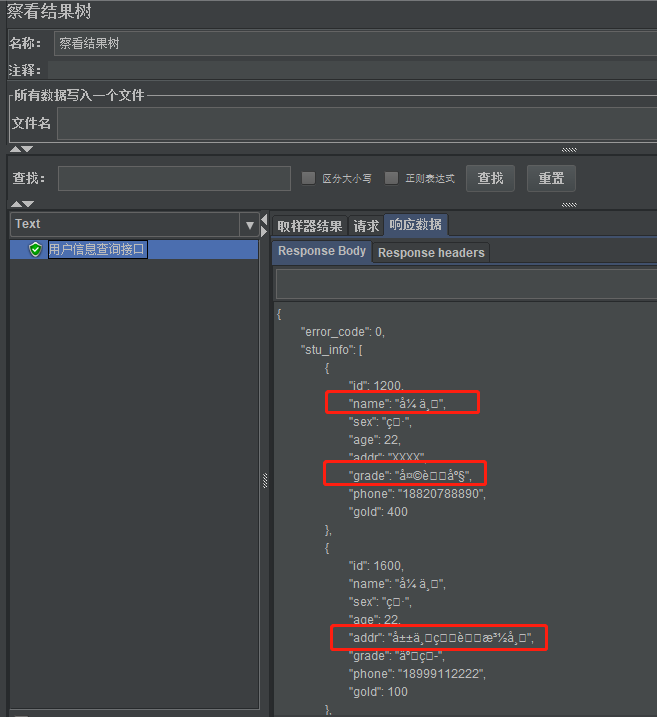 察看结果树
名称： 察看结果树
注释：
所有数据写入一个文件
文件名
查找： 区分大小写 正则表达式 查找 重置
Text
用户信息查询接口
取样器结果 请求 响应数据
Response Body Response headers
{
"error_code": 0,
"stu_info": [
{
"id": 1200,
"name": "å¼ ä¸□",
"sex": "ç□·",
"age": 22,
"addr": "XXXX",
"grade": "å¤©è□□åº§",
"phone": "18820788890",
"gold": 400
},
{
"id": 1600,
"name": "å¼ ä¸□",
"sex": "ç□·",
"age": 22,
"addr": "å±±ä¸□ç□□è□□æ³½å¸□",
"grade": "äº□ç□-",
"phone": "18999112222",
"gold": 100
},